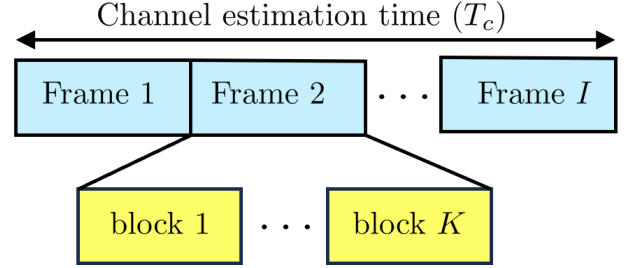 Channel estimation time (T_c)
Frame 1 Frame 2 · · · Frame I
block 1 · · · block K